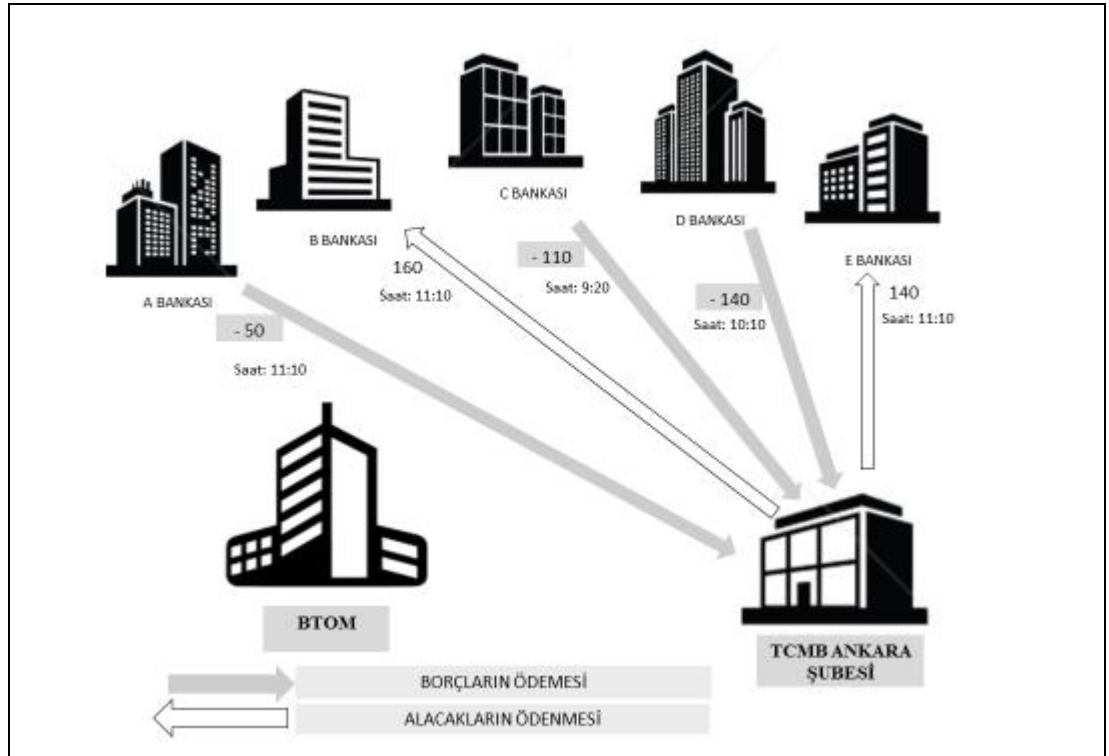 C BANKASI
D BANKASI
B BANKASI
E BANKASI
A BANKASI
- 110
Saat: 9:20
160
Saat: 11:10
- 140
Saat: 10:10
140
Saat: 11:10
- 50
Saat: 11:10
BTOM
TCMB ANKARA
ŞUBESİ
BORÇLARIN ÖDEMESİ
ALACAKLARIN ÖDENMESİ